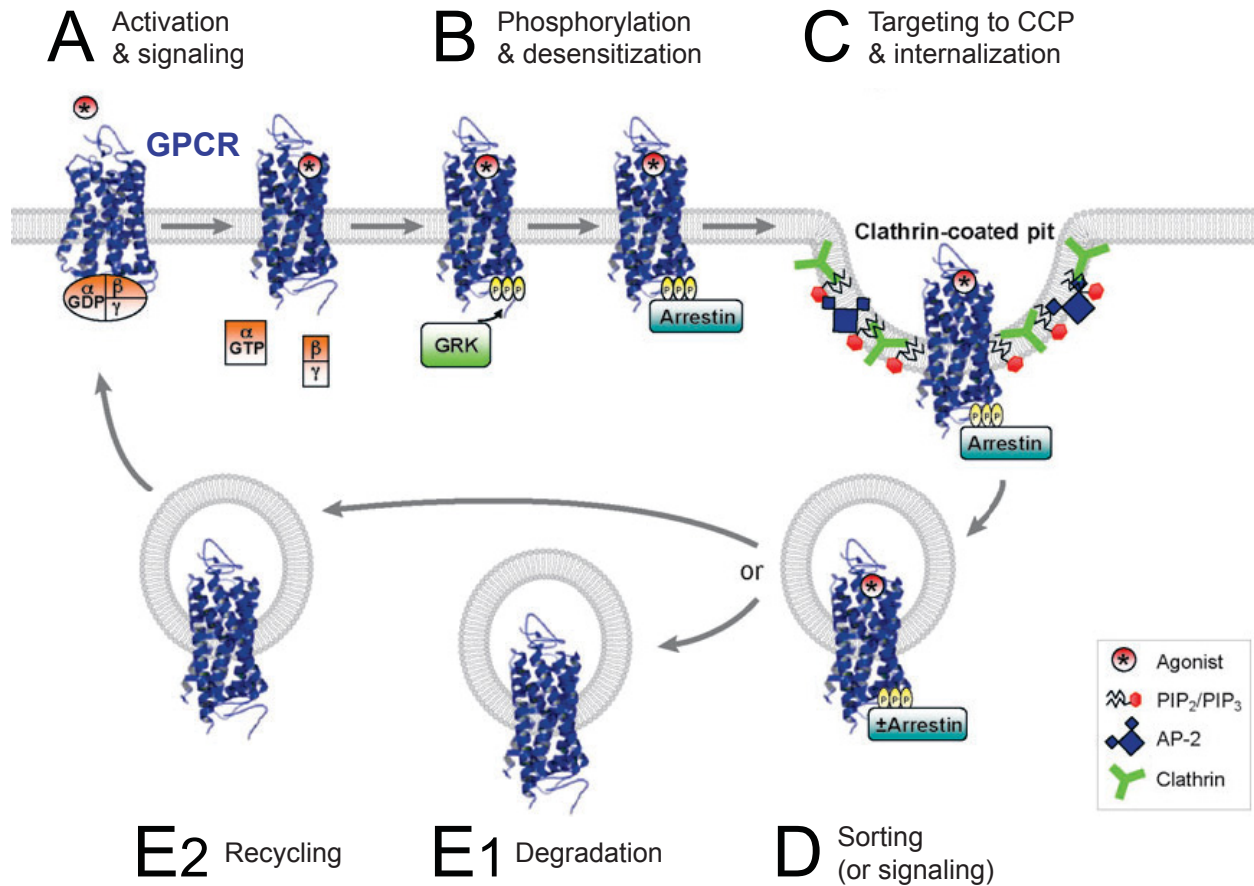 A Activation
& signaling
B Phosphorylation
& desensitization
C Targeting to CCP
& internalization
*
GPCR
*
*
*
Clathrin-coated pit
*
α β
GDP γ
α
GTP
β
γ
P P P
GRK
P P P
Arrestin
P P P
Arrestin
or
*
P P P
±Arrestin
* Agonist
PIP₂/PIP₃
AP-2
Clathrin
E2 Recycling
E1 Degradation
D Sorting
(or signaling)